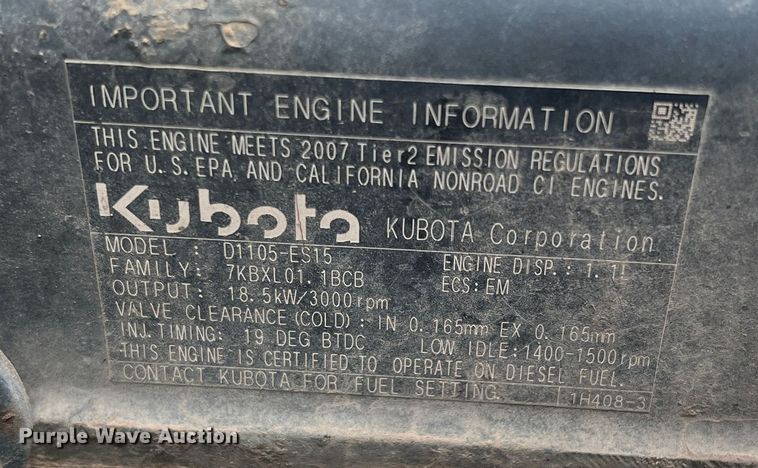 IMPORTANT ENGINE INFORMATION
THIS ENGINE MEETS 2007 Tier2 EMISSION REGULATIONS
FOR U.S. EPA AND CALIFORNIA NONROAD CI ENGINES.
Kubota KUBOTA Corporation
MODEL: D1105-ES15 ENGINE DISP.: 1.1l
FAMILY: 7KBXL01.1BCB ECS:EM
OUTPUT: 18.5kW/3000rpm
VALVE CLEARANCE(COLD): IN 0.165mm EX 0.165mm
INJ.TIMING: 19 DEG BTDC LOW IDLE:1400-1500rpm
THIS ENGINE IS CERTIFIED TO OPERATE ON DIESEL FUEL.
CONTACT KUBOTA FOR FUEL SETTING. 1H408-3
Purple Wave Auction